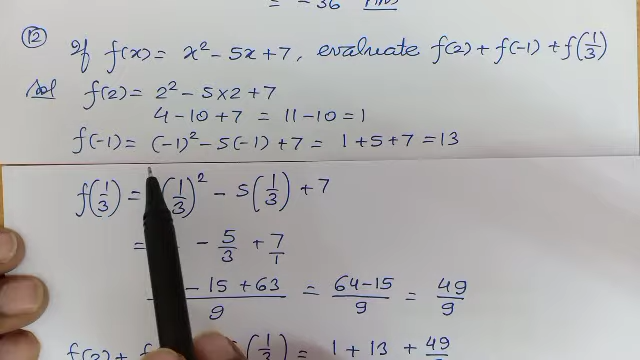 = -36 Ans
12 If f(x) = x² - 5x + 7, evaluate f(2) + f(-1) + f(1/3)
Sol f(2) = 2² - 5×2 + 7
4 - 10 + 7 = 11 - 10 = 1
f(-1) = (-1)² - 5(-1) + 7 = 1 + 5 + 7 = 13
f(1/3) = (1/3)² - 5(1/3) + 7
= - 5/3 + 7/1
- 15 + 63 / 9 = 64-15 / 9 = 49/9
f(2) + (1/3) = 1 + 13 + 49